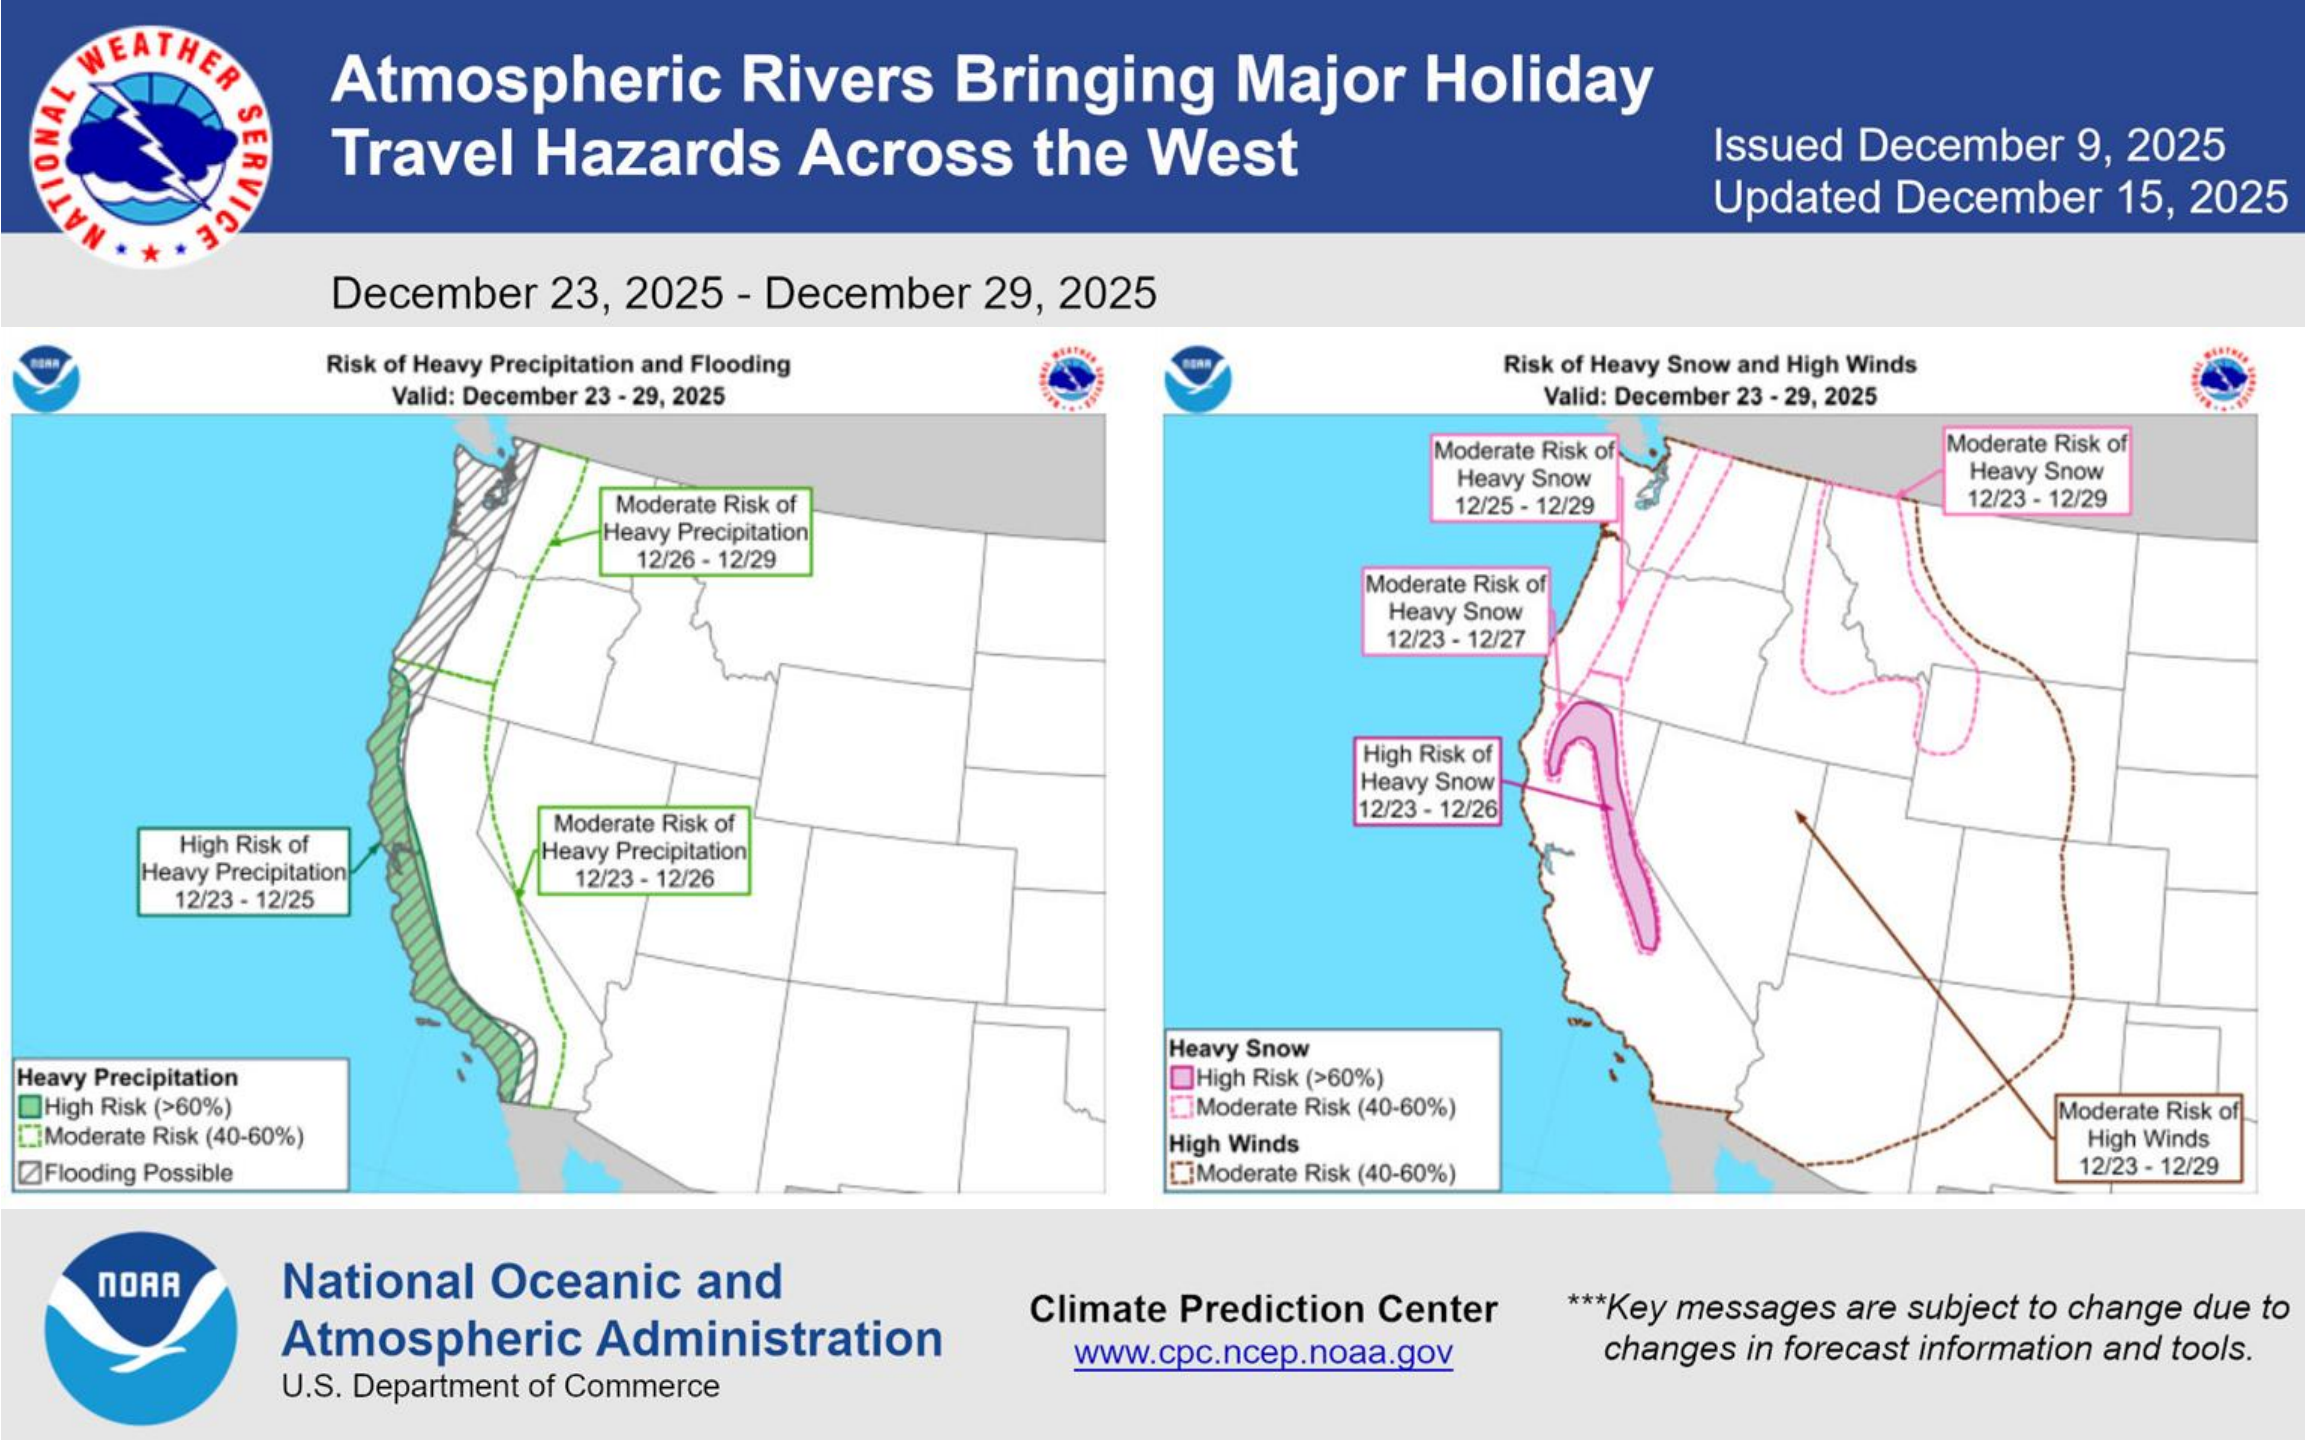 NATIONAL WEATHER SERVICE
Atmospheric Rivers Bringing Major Holiday
Travel Hazards Across the West
Issued December 9, 2025
Updated December 15, 2025
December 23, 2025 - December 29, 2025
NOAA
Risk of Heavy Precipitation and Flooding
Valid: December 23 - 29, 2025
Moderate Risk of
Heavy Precipitation
12/26 - 12/29
Moderate Risk of
Heavy Precipitation
12/23 - 12/26
High Risk of
Heavy Precipitation
12/23 - 12/25
Heavy Precipitation
High Risk (>60%)
Moderate Risk (40-60%)
Flooding Possible
NOAA
Risk of Heavy Snow and High Winds
Valid: December 23 - 29, 2025
Moderate Risk of
Heavy Snow
12/25 - 12/29
Moderate Risk of
Heavy Snow
12/23 - 12/29
Moderate Risk of
Heavy Snow
12/23 - 12/27
High Risk of
Heavy Snow
12/23 - 12/26
Heavy Snow
High Risk (>60%)
Moderate Risk (40-60%)
High Winds
Moderate Risk (40-60%)
Moderate Risk of
High Winds
12/23 - 12/29
NOAA
National Oceanic and
Atmospheric Administration
U.S. Department of Commerce
Climate Prediction Center
www.cpc.ncep.noaa.gov
***Key messages are subject to change due to
changes in forecast information and tools.